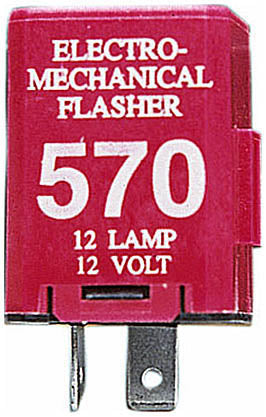 ELECTRO-
MECHANICAL
FLASHER
570
12 LAMP
12 VOLT